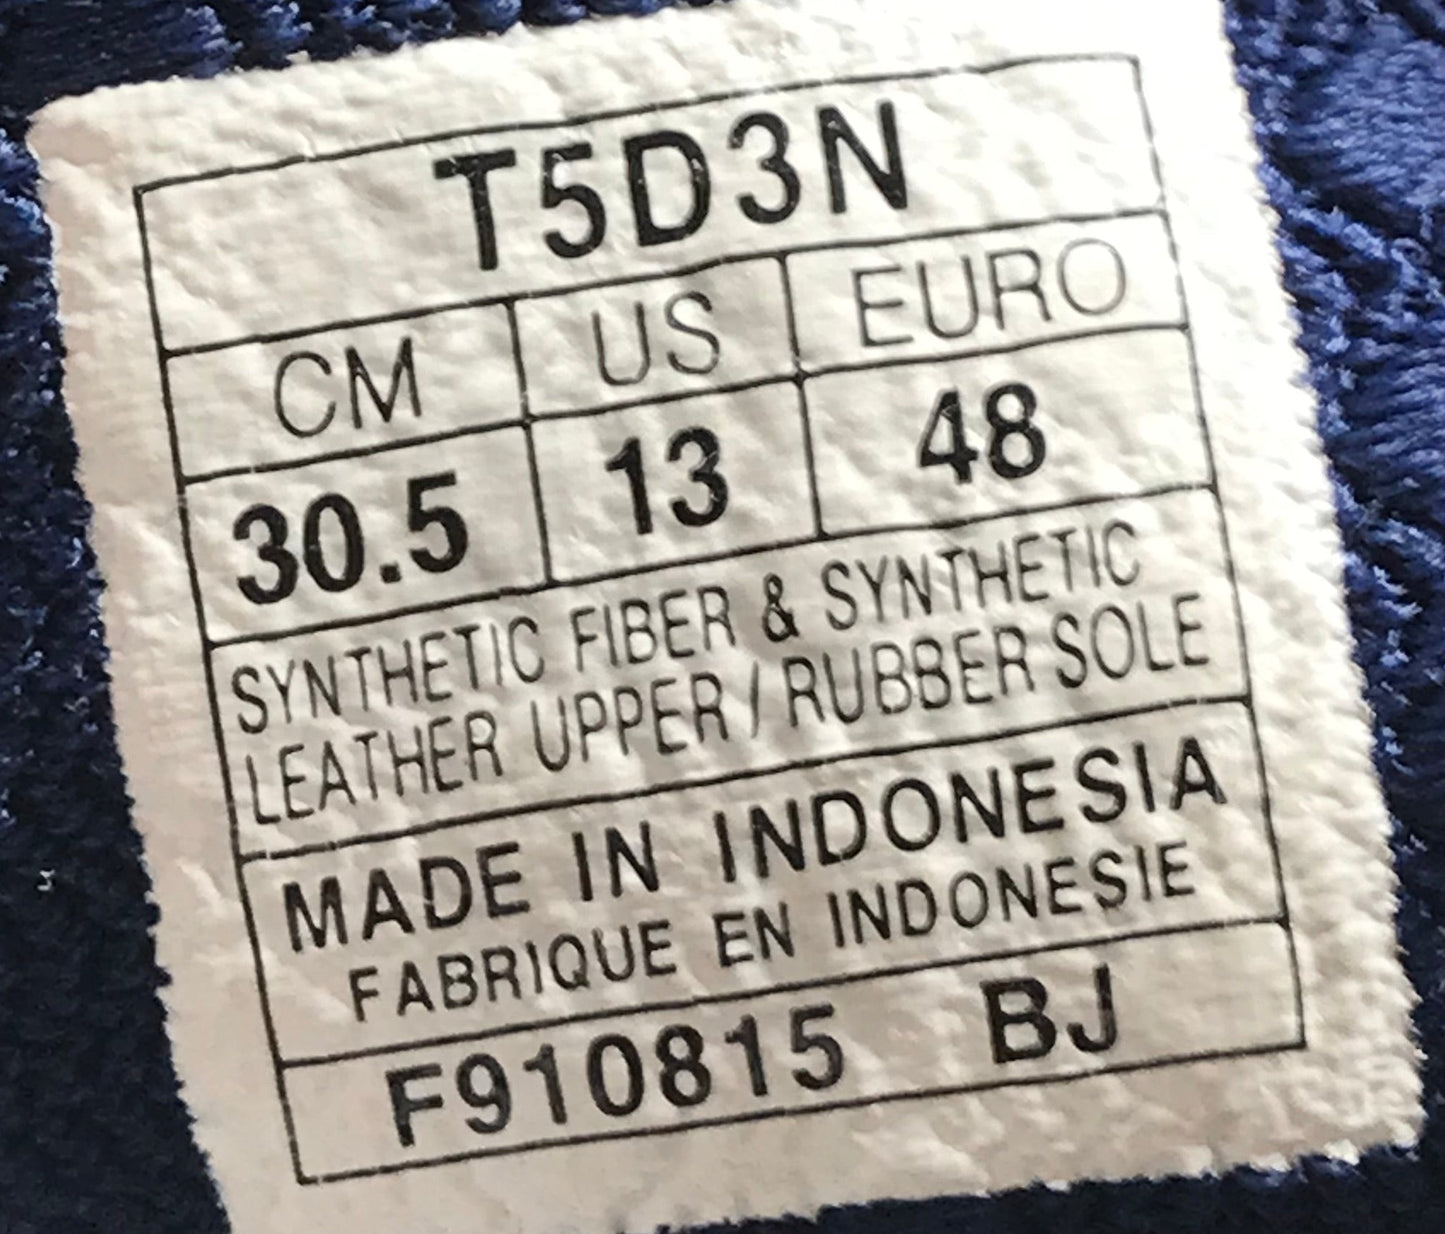 T5D3N
CM US EURO
30.5 13 48
SYNTHETIC FIBER & SYNTHETIC
LEATHER UPPER / RUBBER SOLE
MADE IN INDONESIA
FABRIQUE EN INDONESIE
F910815 BJ